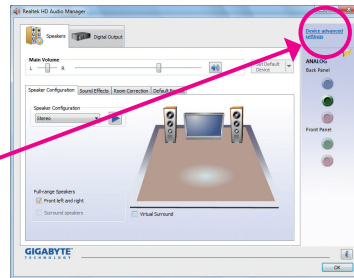 Realtek HD Audio Manager
Speakers
Digital Output
Device advanced
settings
Main Volume
L
R
Set Default
Device
ANALOG
Back Panel
Speaker Configuration
Sound Effects
Room Correction
Default Format
Speaker Configuration
Stereo
Front Panel
Full-range Speakers
Front left and right
Surround speakers
Virtual Surround
GIGABYTE
TECHNOLOGY
OK